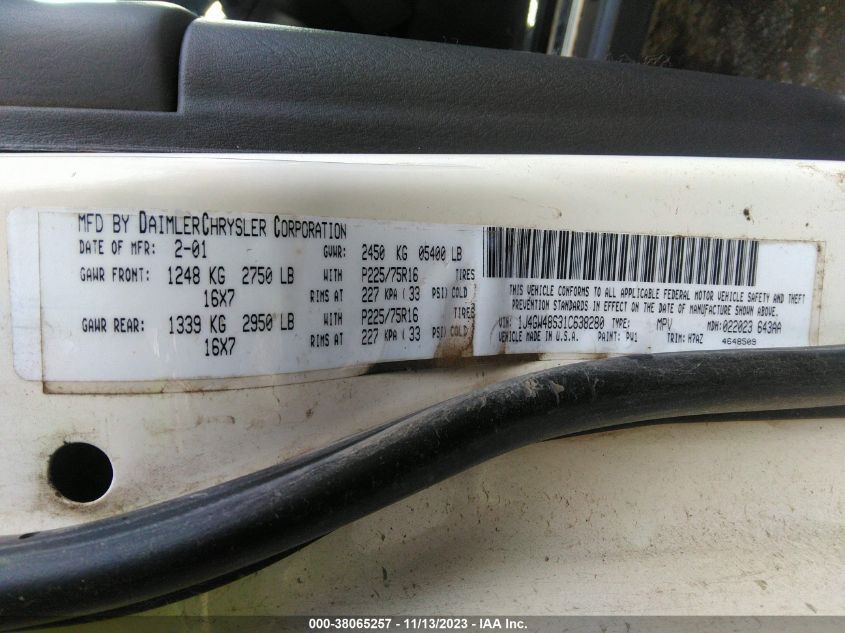 MFD BY DAIMLERCHRYSLER CORPORATION
DATE OF MFR: 2-01 GVWR: 2450 KG 05400 LB
GAWR FRONT: 1248 KG 2750 LB WITH P225/75R16 TIRES
16X7 RIMS AT 227 KPA ( 33 PSI) COLD
GAWR REAR: 1339 KG 2950 LB WITH P225/75R16 TIRES
16X7 RIMS AT 227 KPA ( 33 PSI) COLD
THIS VEHICLE CONFORMS TO ALL APPLICABLE FEDERAL MOTOR VEHICLE SAFETY AND THEFT
PREVENTION STANDARDS IN EFFECT ON THE DATE OF MANUFACTURE SHOWN ABOVE.
VIN: 1J4GW48S31C638280 TYPE: MPV MDH: 022023 643AA
VEHICLE MADE IN U.S.A. PAINT: PW1 TRIM: H7AZ 4648509
000-38065257 - 11/13/2023 - IAA Inc.